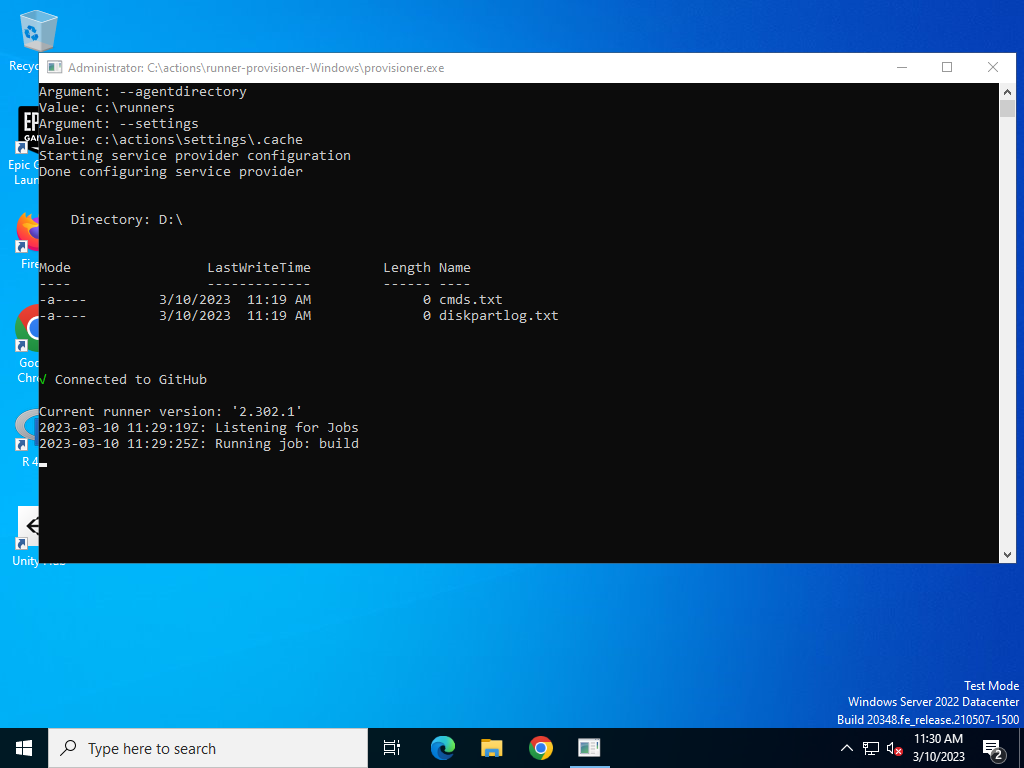 Administrator: C:\actions\runner-provisioner-Windows\provisioner.exe
Argument: --agentdirectory
Value: c:\runners
Argument: --settings
Value: c:\actions\settings\.cache
Starting service provider configuration
Done configuring service provider
Directory: D:\
Mode LastWriteTime Length Name
---- ------------- ------ ----
-a---- 3/10/2023 11:19 AM 0 cmds.txt
-a---- 3/10/2023 11:19 AM 0 diskpartlog.txt
√ Connected to GitHub
Current runner version: '2.302.1'
2023-03-10 11:29:19Z: Listening for Jobs
2023-03-10 11:29:25Z: Running job: build
Recyc
EPI
GA
Epic G
Laun
Fire
Goo
Chr
R 4
Unity
Test Mode
Windows Server 2022 Datacenter
Build 20348.fe_release.210507-1500
Type here to search
11:30 AM
3/10/2023
2